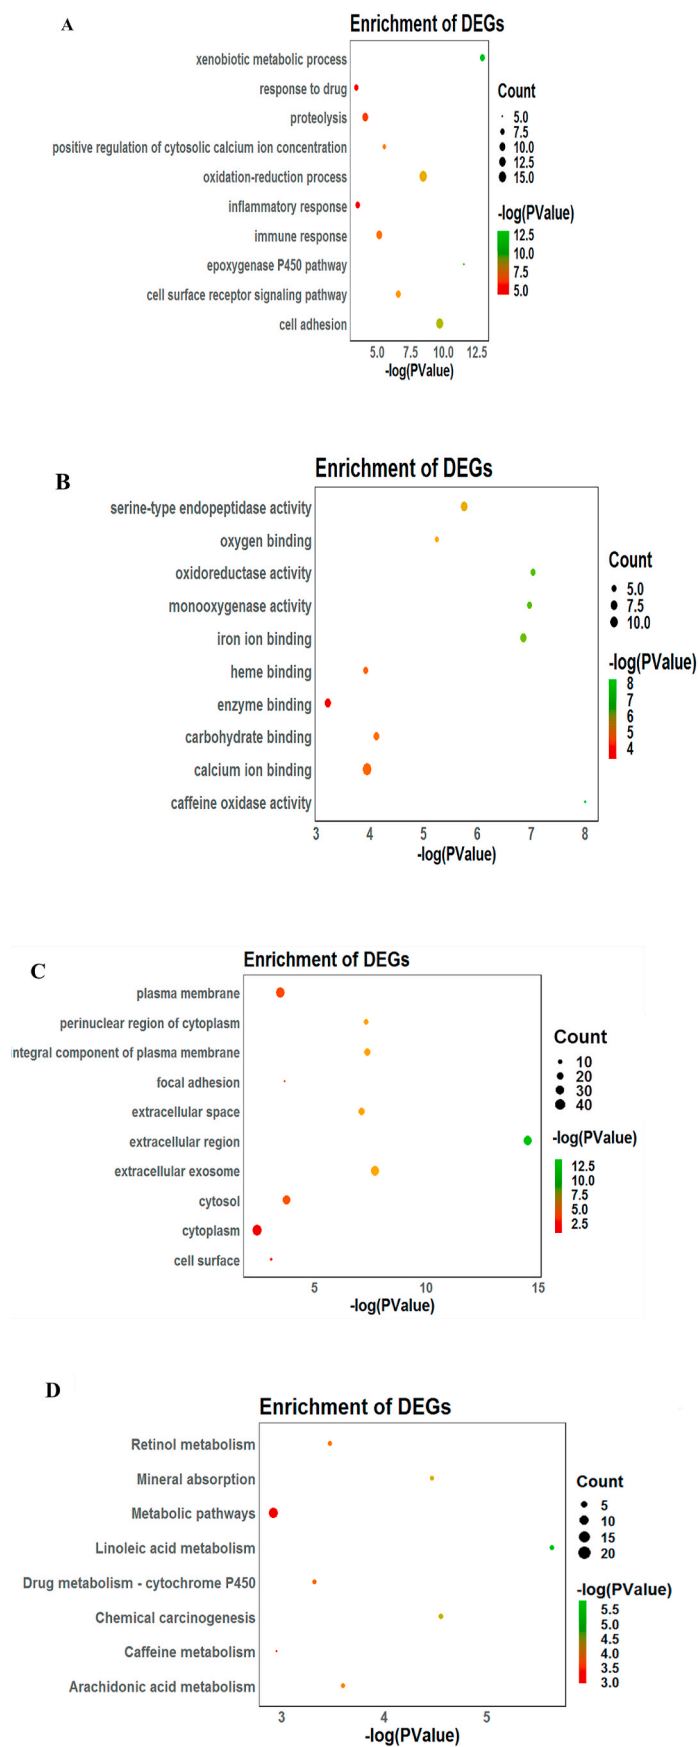 A
Enrichment of DEGs
xenobiotic metabolic process
response to drug
proteolysis
positive regulation of cytosolic calcium ion concentration
oxidation-reduction process
inflammatory response
immune response
epoxygenase P450 pathway
cell surface receptor signaling pathway
cell adhesion
5.0 7.5 10.0 12.5
-log(PValue)
Count
5.0
7.5
10.0
12.5
15.0
-log(PValue)
12.5
10.0
7.5
5.0
B
Enrichment of DEGs
serine-type endopeptidase activity
oxygen binding
oxidoreductase activity
monooxygenase activity
iron ion binding
heme binding
enzyme binding
carbohydrate binding
calcium ion binding
caffeine oxidase activity
3 4 5 6 7 8
-log(PValue)
Count
5.0
7.5
10.0
-log(PValue)
8
7
6
5
4
C
Enrichment of DEGs
plasma membrane
perinuclear region of cytoplasm
ntegral component of plasma membrane
focal adhesion
extracellular space
extracellular region
extracellular exosome
cytosol
cytoplasm
cell surface
5 10 15
-log(PValue)
Count
10
20
30
40
-log(PValue)
12.5
10.0
7.5
5.0
2.5
D
Enrichment of DEGs
Retinol metabolism
Mineral absorption
Metabolic pathways
Linoleic acid metabolism
Drug metabolism - cytochrome P450
Chemical carcinogenesis
Caffeine metabolism
Arachidonic acid metabolism
3 4 5
-log(PValue)
Count
5
10
15
20
-log(PValue)
5.5
5.0
4.5
4.0
3.5
3.0